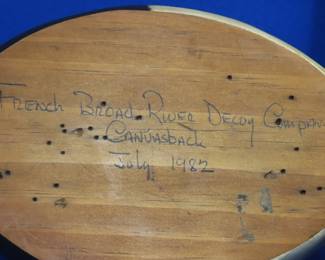 French Broad River Decoy Company
Canvasback
July 1982